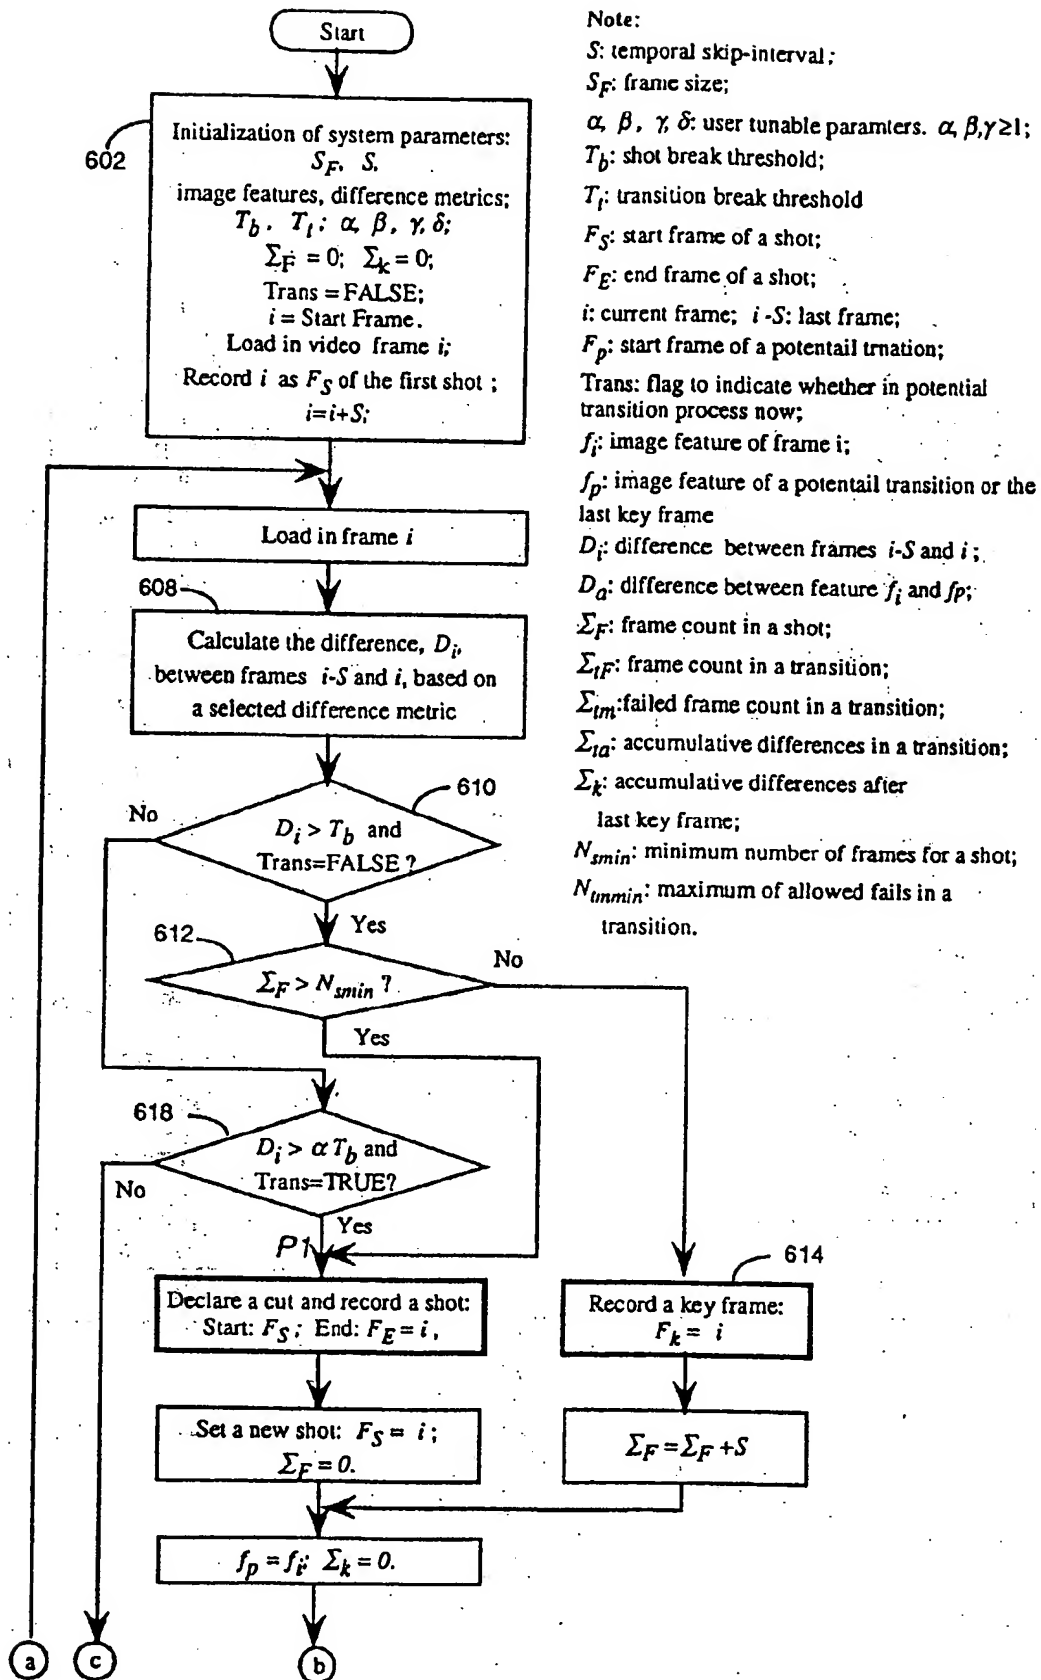 Start
602
Initialization of system parameters:
S_F, S,
image features, difference metrics;
T_b, T_t; α, β, γ, δ;
Σ_F = 0; Σ_k = 0;
Trans = FALSE;
i = Start Frame.
Load in video frame i;
Record i as F_S of the first shot ;
i=i+S;
Load in frame i
608
Calculate the difference, D_i,
between frames i-S and i, based on
a selected difference metric
610
No
D_i > T_b and
Trans=FALSE ?
Yes
612
No
Σ_F > N_smin ?
Yes
618
D_i > α T_b and
Trans=TRUE?
No
Yes
P1
614
Declare a cut and record a shot:
Start: F_S; End: F_E = i,
Record a key frame:
F_k = i
Set a new shot: F_S = i ;
Σ_F = 0.
Σ_F = Σ_F + S
f_p = f_i; Σ_k = 0.
a
c
b
Note:
S: temporal skip-interval;
S_F: frame size;
α, β, γ, δ: user tunable paramters. α, β,γ ≥1;
T_b: shot break threshold;
T_t: transition break threshold
F_S: start frame of a shot;
F_E: end frame of a shot;
i: current frame; i -S: last frame;
F_p: start frame of a potentail trnation;
Trans: flag to indicate whether in potential
transition process now;
f_i: image feature of frame i;
f_p: image feature of a potentail transition or the
last key frame
D_i: difference between frames i-S and i ;
D_a: difference between feature f_i and fp;
Σ_F: frame count in a shot;
Σ_tF: frame count in a transition;
Σ_tm:failed frame count in a transition;
Σ_ta: accumulative differences in a transition;
Σ_k: accumulative differences after
last key frame;
N_smin: minimum number of frames for a shot;
N_tmmin: maximum of allowed fails in a
transition.